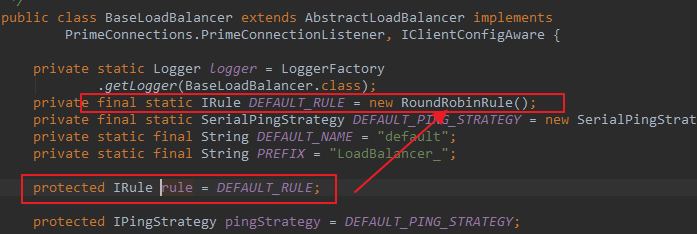 */
public class BaseLoadBalancer extends AbstractLoadBalancer implements
PrimeConnections.PrimeConnectionListener, IClientConfigAware {
private static Logger logger = LoggerFactory
.getLogger(BaseLoadBalancer.class);
private final static IRule DEFAULT_RULE = new RoundRobinRule();
private final static SerialPingStrategy DEFAULT_PING_STRATEGY = new SerialPingStrat
private static final String DEFAULT_NAME = "default";
private static final String PREFIX = "LoadBalancer_";
protected IRule rule = DEFAULT_RULE;
protected IPingStrategy pingStrategy = DEFAULT_PING_STRATEGY;